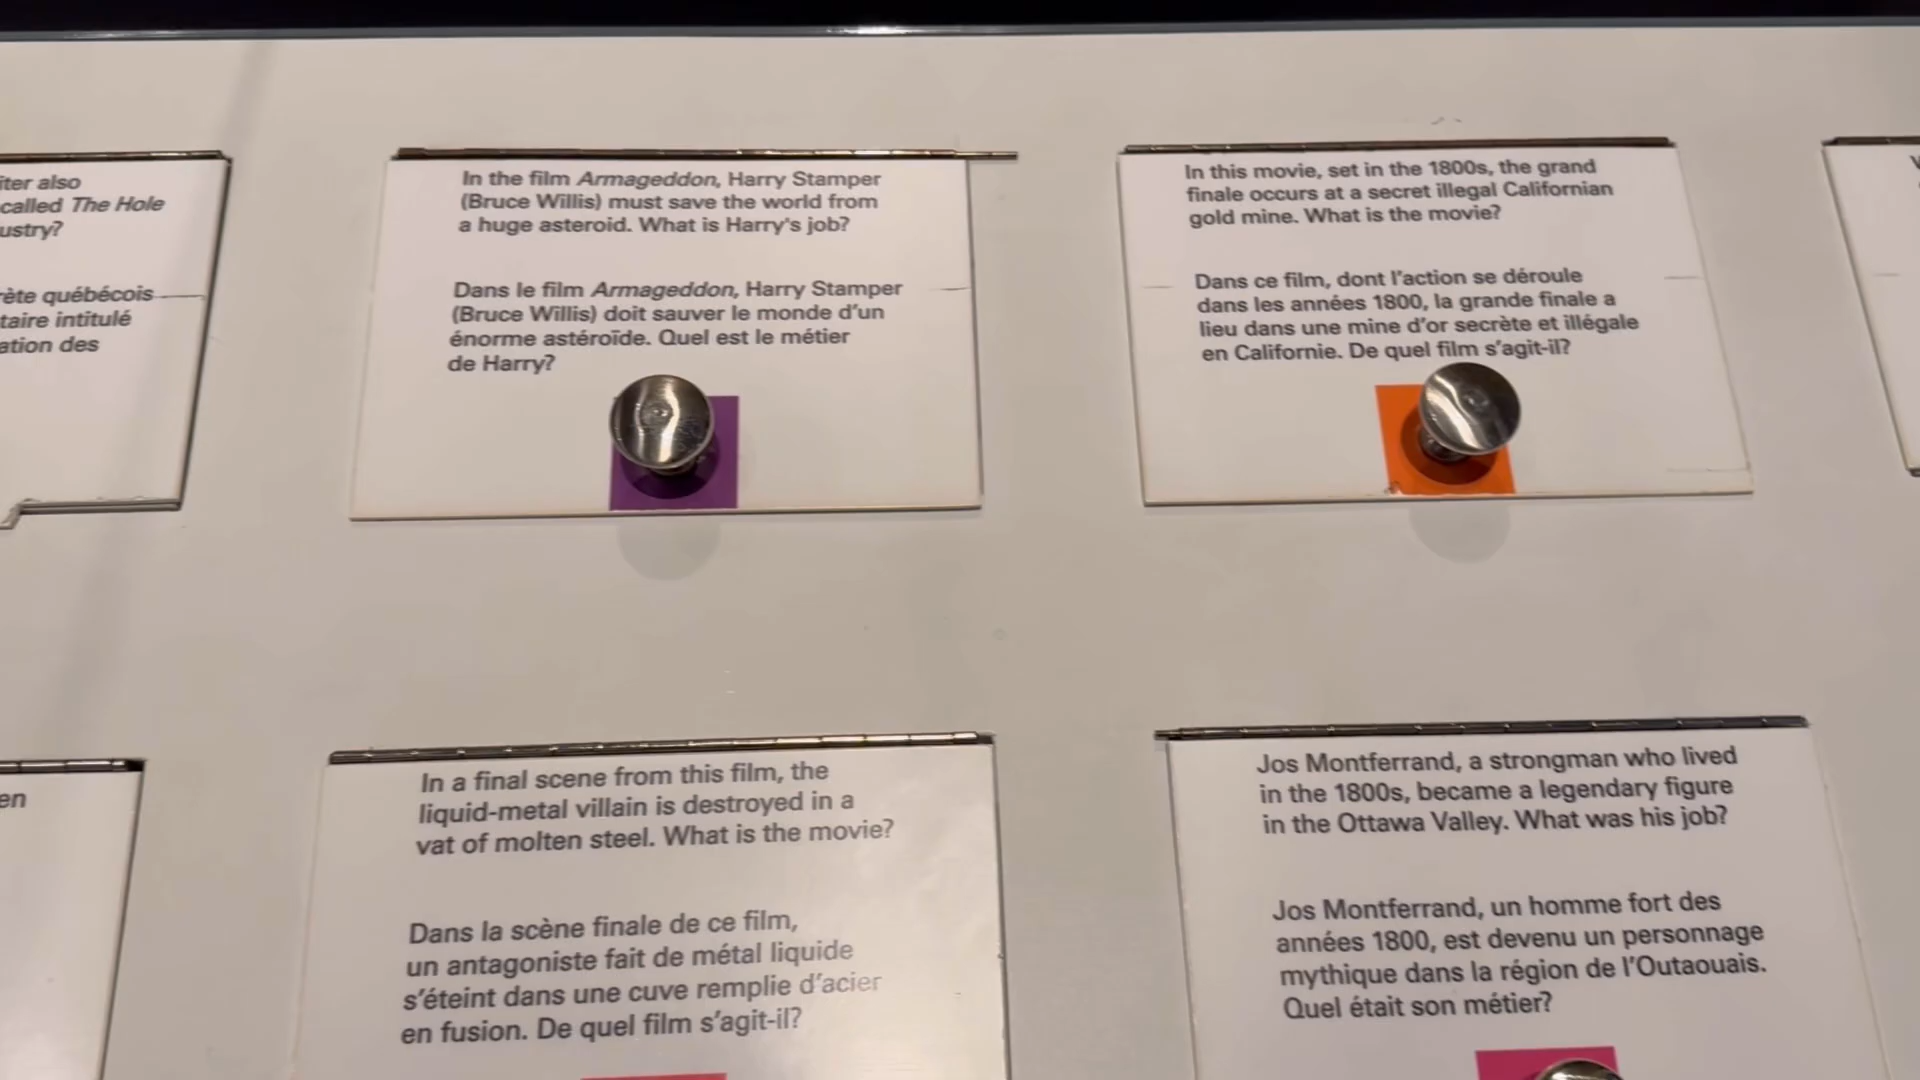 also
called The Hole
québécois
intitulé
des
In the film Armageddon, Harry Stamper
(Bruce Willis) must save the world from
a huge asteroid. What is Harry's job?
Dans le film Armageddon, Harry Stamper
(Bruce Willis) doit sauver le monde d'un
énorme astéroïde. Quel est le métier
de Harry?
In this movie, set in the 1800s, the grand
finale occurs at a secret illegal Californian
gold mine. What is the movie?
Dans ce film, dont l'action se déroule
dans les années 1800, la grande finale a
lieu dans une mine d'or secrète et illégale
en Californie. De quel film s'agit-il?
In a final scene from this film, the
liquid-metal villain is destroyed in a
vat of molten steel. What is the movie?
Dans la scène finale de ce film,
un antagoniste fait de métal liquide
s'éteint dans une cuve remplie d'acier
en fusion. De quel film s'agit-il?
Jos Montferrand, a strongman who lived
in the 1800s, became a legendary figure
in the Ottawa Valley. What was his job?
Jos Montferrand, un homme fort des
années 1800, est devenu un personnage
mythique dans la région de l'Outaouais.
Quel était son métier?